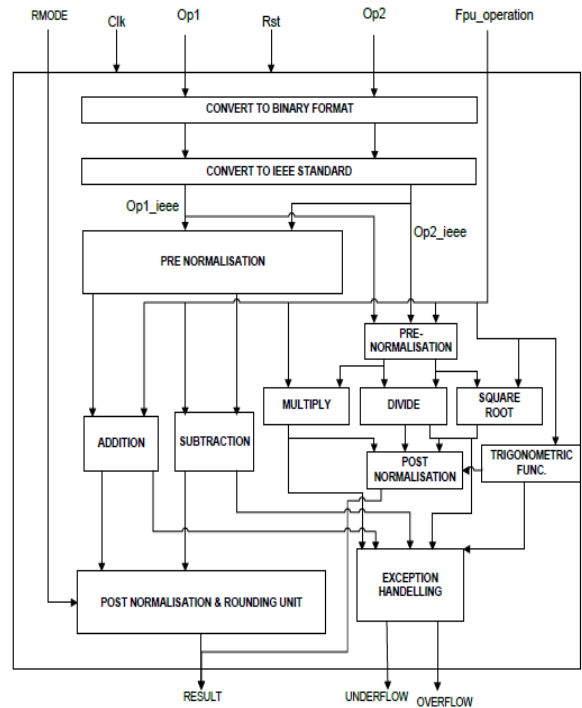 RMODE
Clk
Op1
Rst
Op2
Fpu_operation
CONVERT TO BINARY FORMAT
CONVERT TO IEEE STANDARD
Op1_ieee
Op2_ieee
PRE NORMALISATION
PRE-
NORMALISATION
MULTIPLY
DIVIDE
SQUARE
ROOT
ADDITION
SUBTRACTION
POST
NORMALISATION
TRIGONOMETRIC
FUNC.
POST NORMALISATION & ROUNDING UNIT
EXCEPTION
HANDELLING
RESULT
UNDERFLOW
OVERFLOW